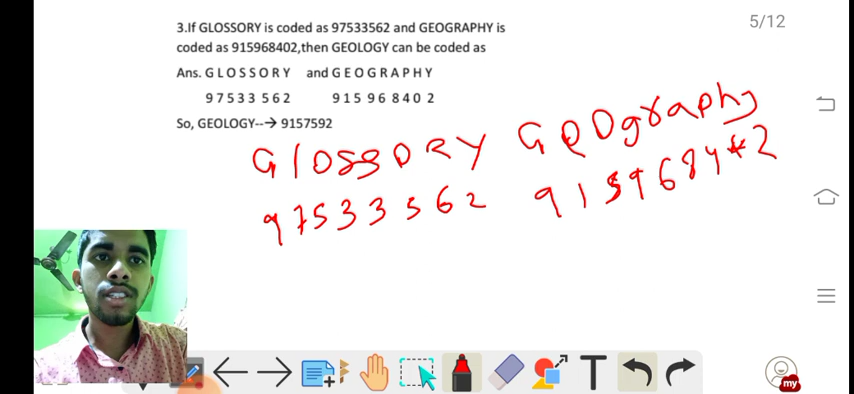 5/12
3.If GLOSSORY is coded as 97533562 and GEOGRAPHY is
coded as 915968402,then GEOLOGY can be coded as
Ans. G L O S S O R Y and G E O G R A P H Y
9 7 5 3 3 5 6 2 9 1 5 9 6 8 4 0 2
So, GEOLOGY--→ 9157592
GlOSSORY GEOgraphy
97533562 9159684*2
T
my